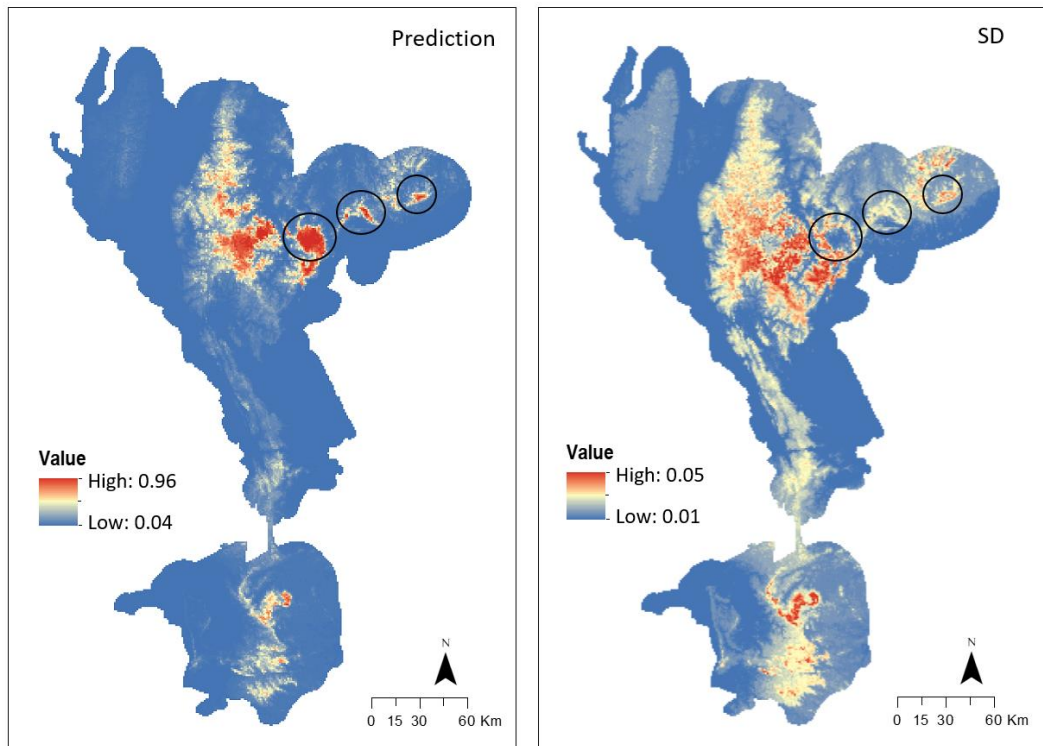 Prediction
Value
High: 0.96
Low: 0.04
N
0 15 30 60 Km
SD
Value
High: 0.05
Low: 0.01
N
0 15 30 60 Km